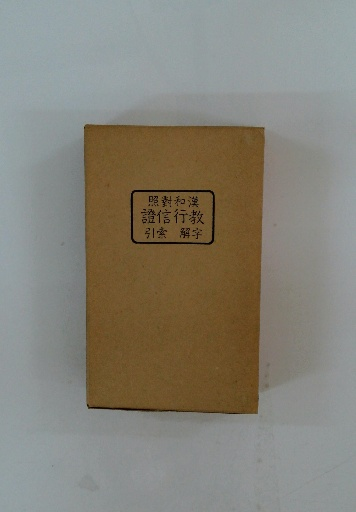 漢和對照
教行信證
字解 索引